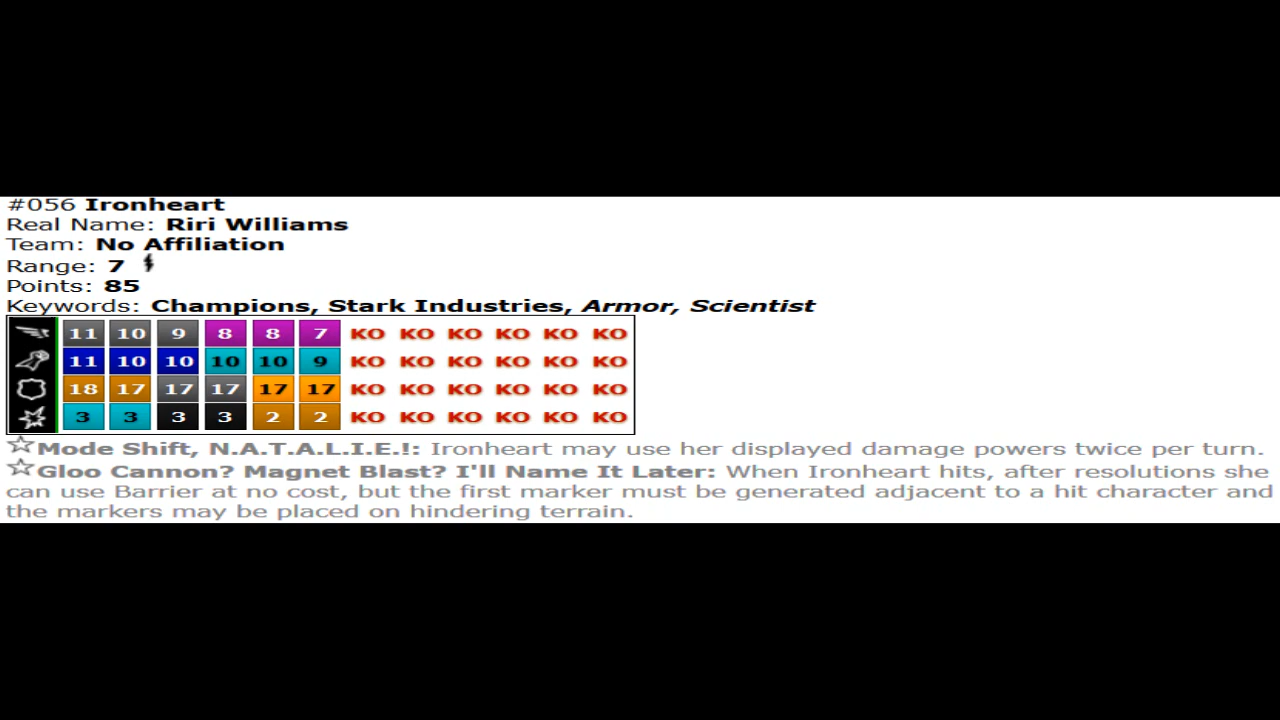 #056 Ironheart
Real Name: Riri Williams
Team: No Affiliation
Range: 7
Points: 85
Keywords: Champions, Stark Industries, Armor, Scientist
11 10 9 8 8 7 KO KO KO KO KO KO
11 10 10 10 10 9 KO KO KO KO KO KO
18 17 17 17 17 17 KO KO KO KO KO KO
3 3 3 3 2 2 KO KO KO KO KO KO
Mode Shift, N.A.T.A.L.I.E.!: Ironheart may use her displayed damage powers twice per turn.
Gloo Cannon? Magnet Blast? I'll Name It Later: When Ironheart hits, after resolutions she
can use Barrier at no cost, but the first marker must be generated adjacent to a hit character and
the markers may be placed on hindering terrain.